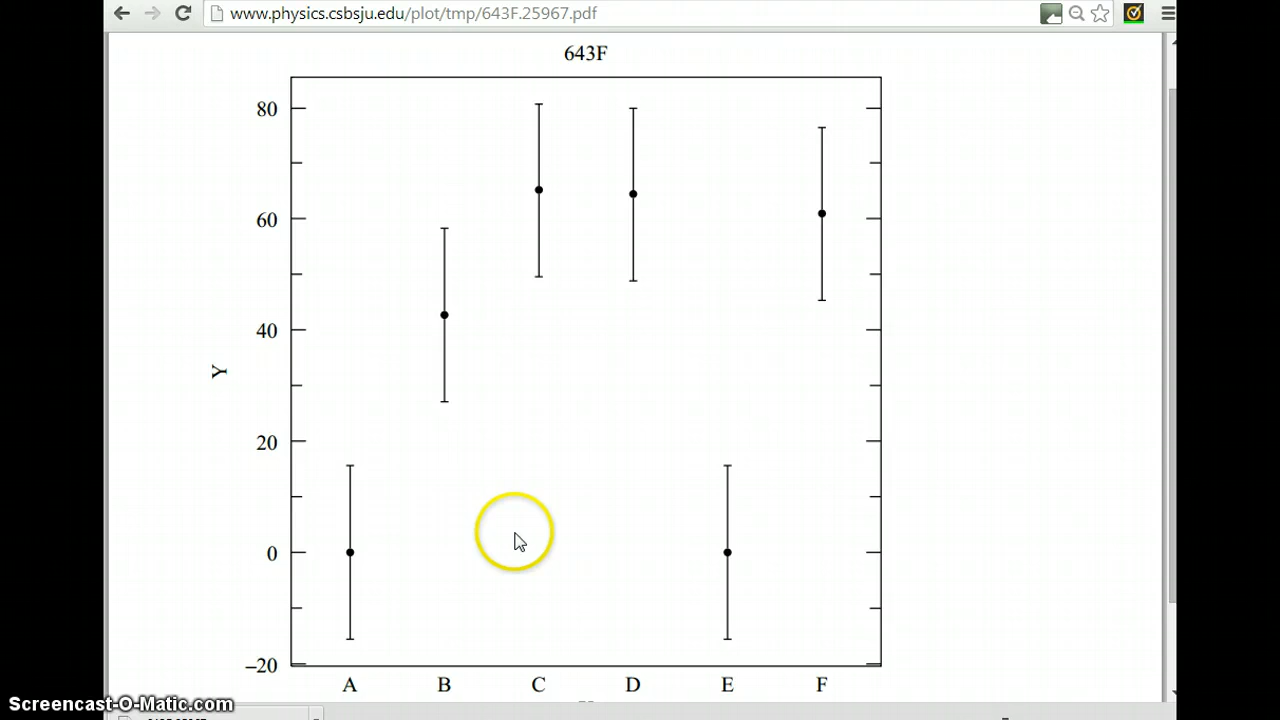 www.physics.csbsju.edu/plot/tmp/643F.25967.pdf
643F
80
60
40
Y
20
0
–20
A B C D E F
Screencast-O-Matic.com